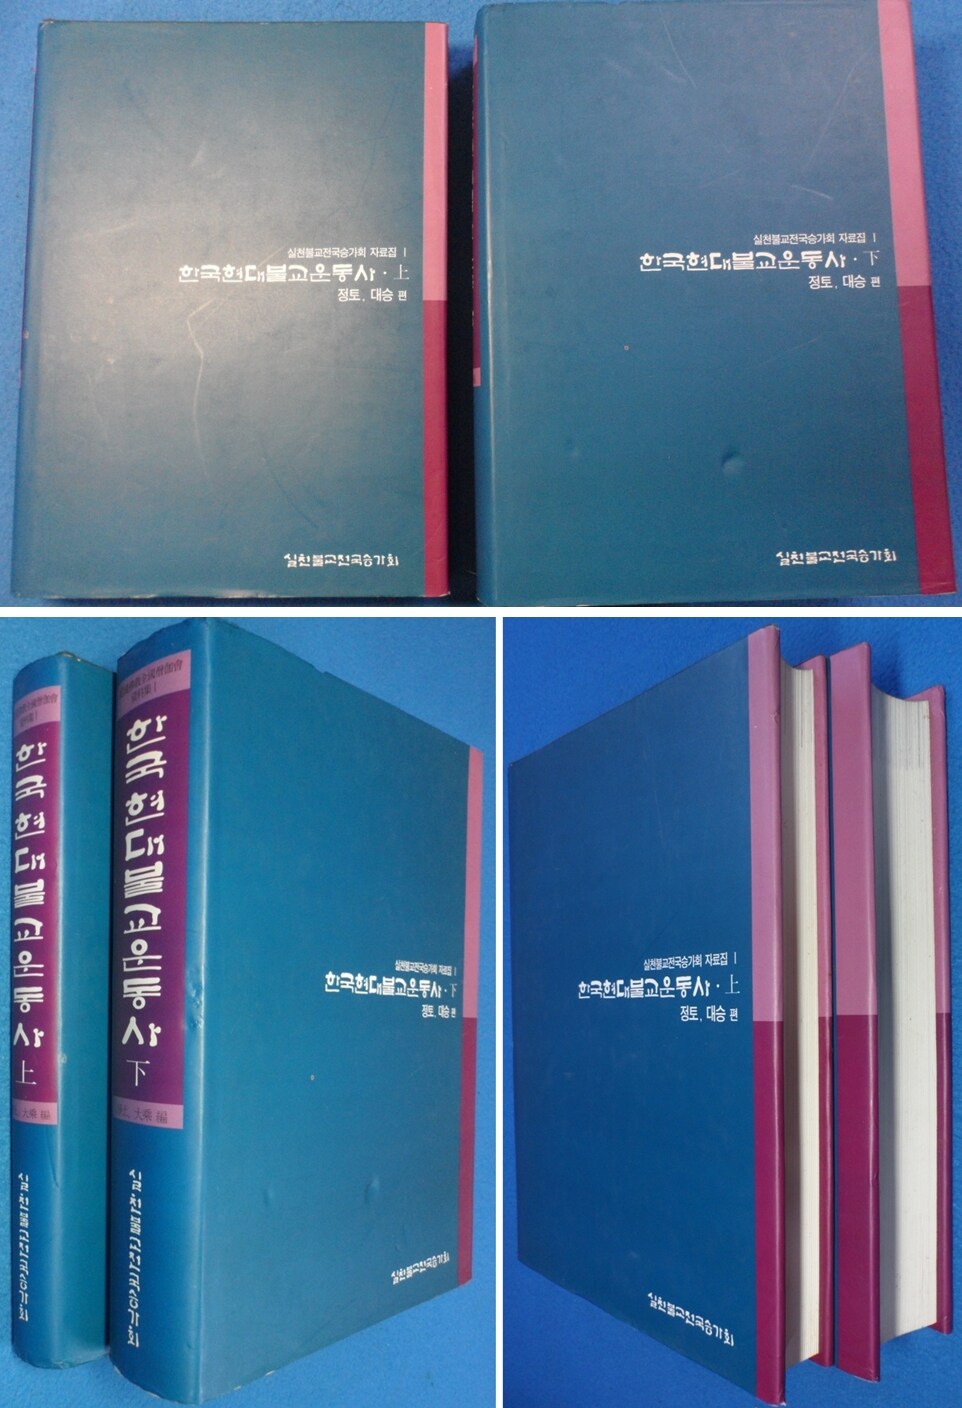 실천불교전국승가회 자료집 Ⅰ
한국현대불교운동사·上
정토, 대승 편
실천불교전국승가회
실천불교전국승가회 자료집 Ⅰ
한국현대불교운동사·下
정토, 대승 편
실천불교전국승가회
한국현대불교운동사 上
大乘 編
실천불교전국승가회
한국현대불교운동사 下
大乘 編
실천불교전국승가회
실천불교전국승가회 자료집 Ⅰ
한국현대불교운동사·下
정토, 대승 편
실천불교전국승가회
실천불교전국승가회 자료집 Ⅰ
한국현대불교운동사·上
정토, 대승 편
실천불교전국승가회